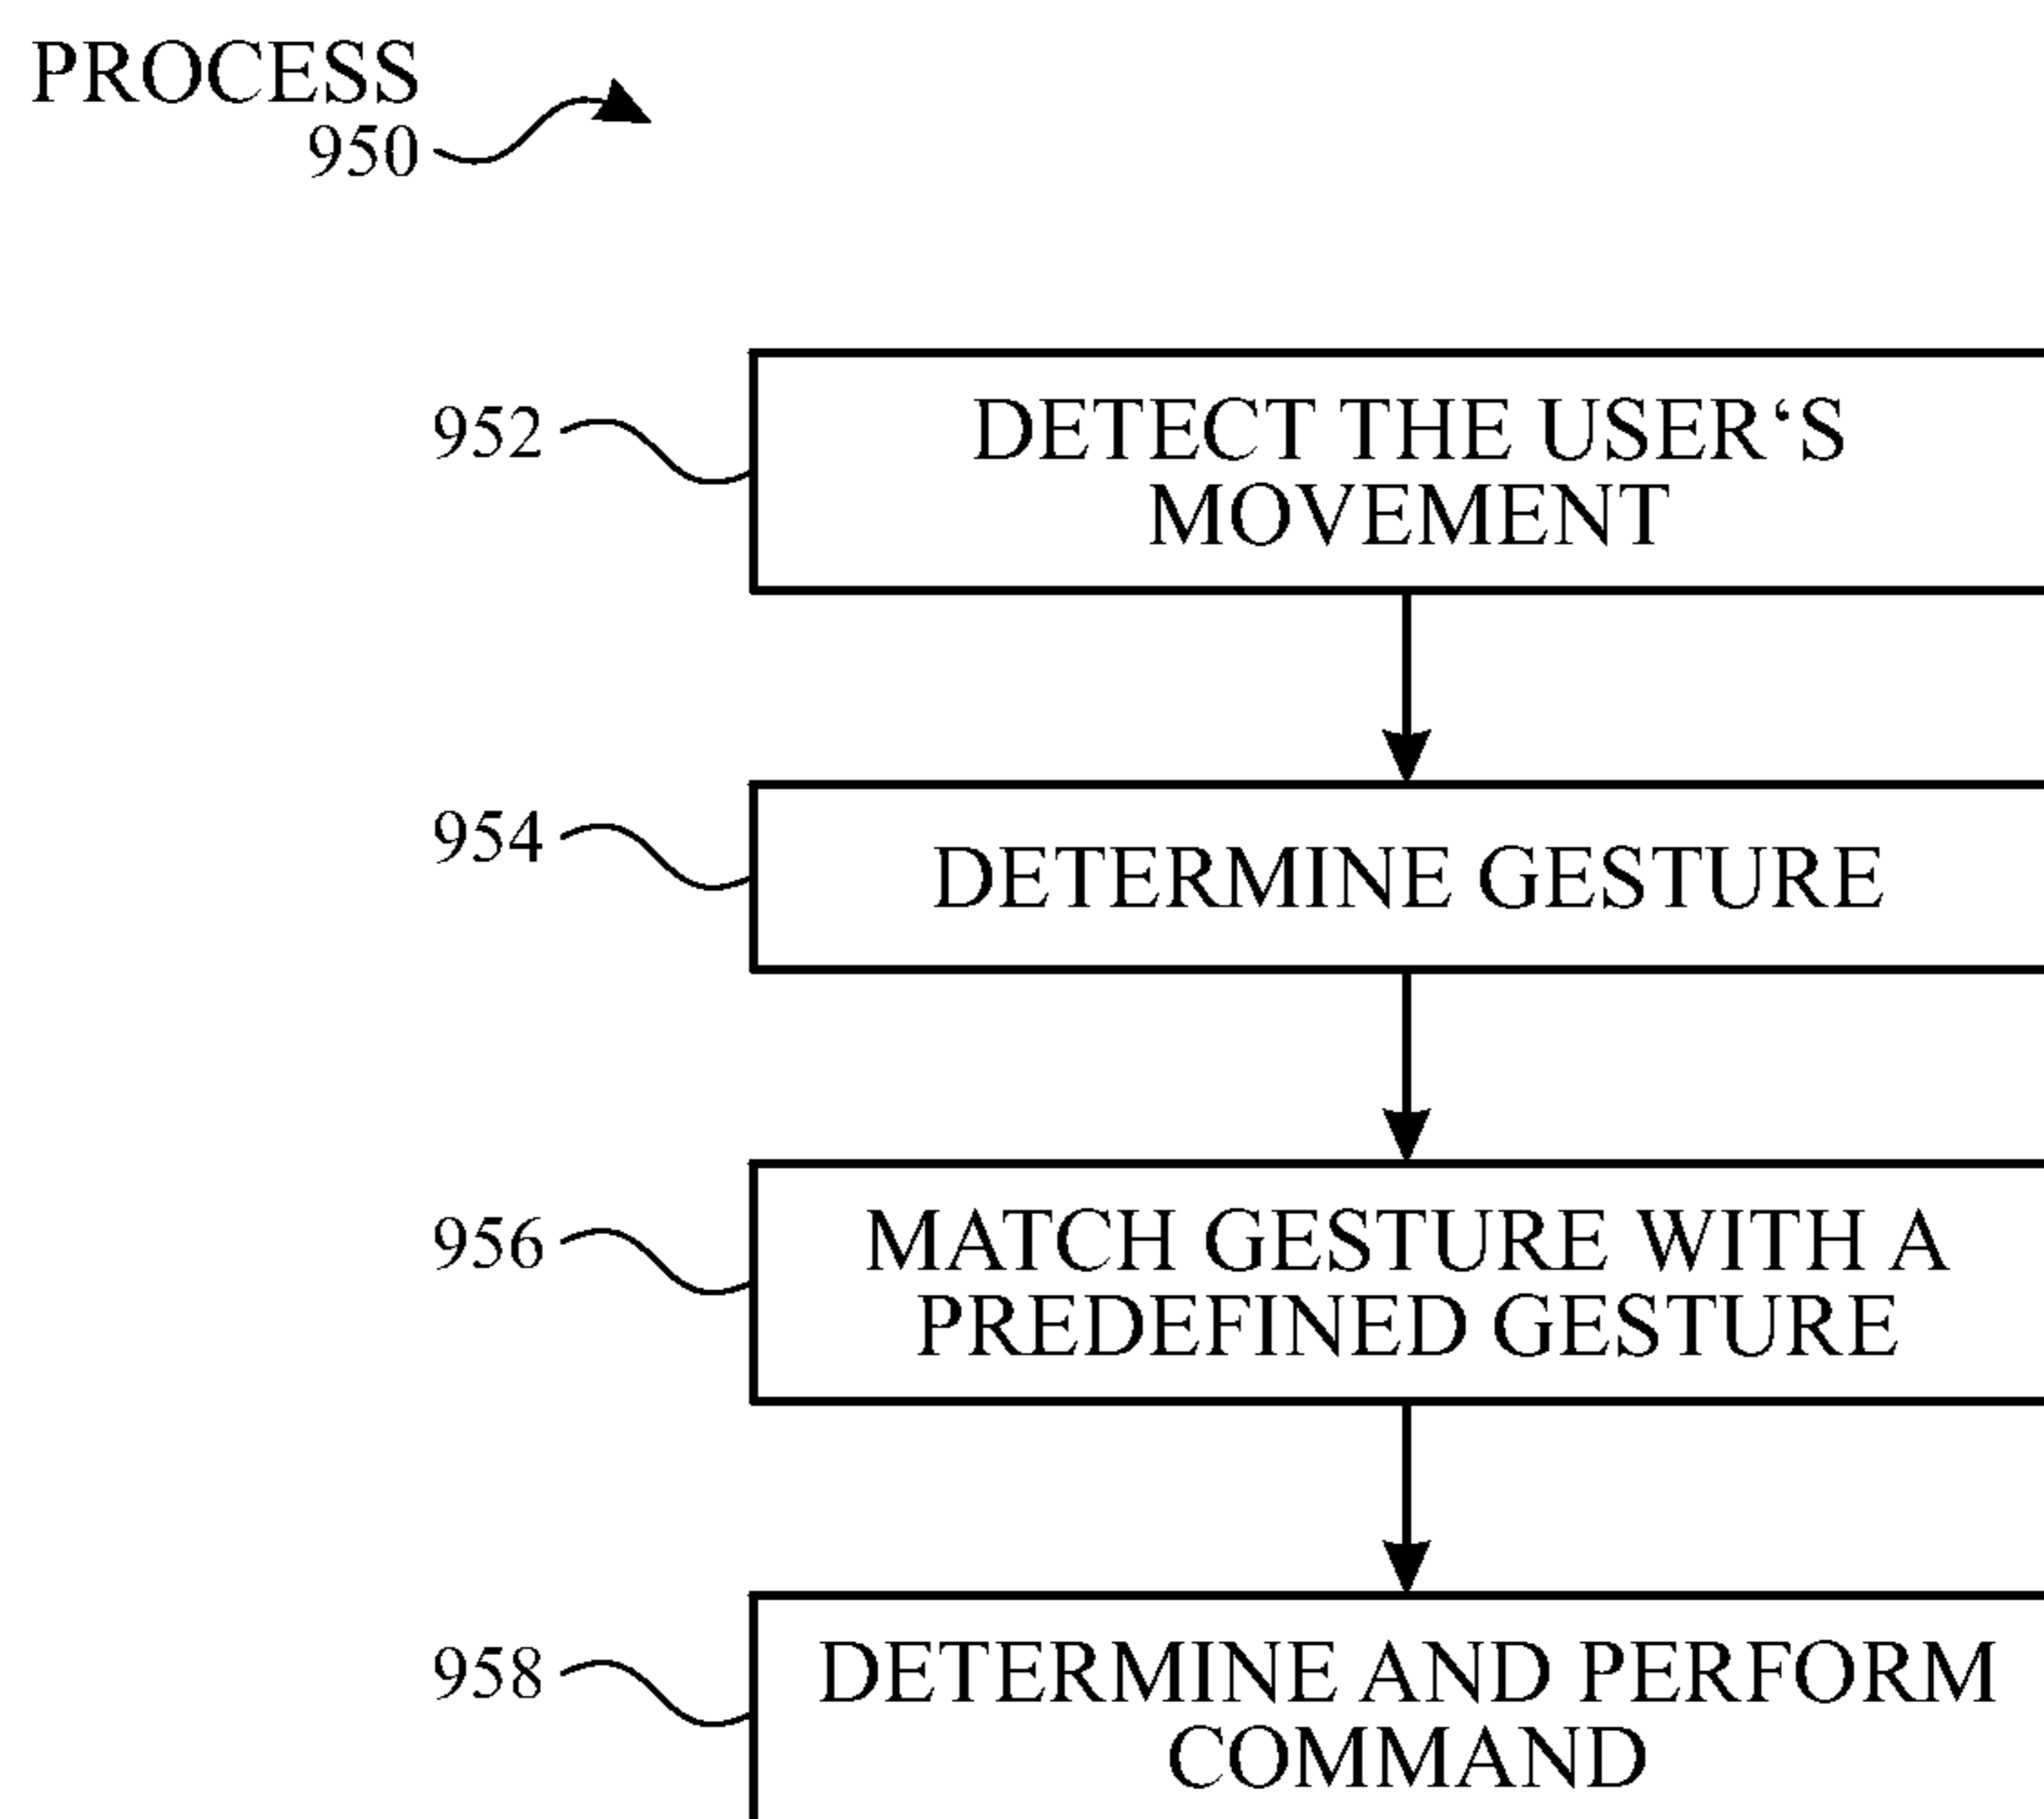 PROCESS
950
952
DETECT THE USER‘S
MOVEMENT
954
DETERMINE GESTURE
956
MATCH GESTURE WITH A
PREDEFINED GESTURE
958
DETERMINE AND PERFORM
COMMAND